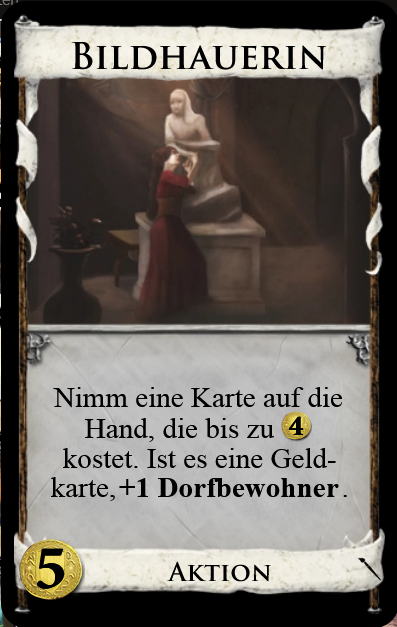 BILDHAUERIN
Nimm eine Karte auf die
Hand, die bis zu 4
kostet. Ist es eine Geld-
karte, +1 Dorfbewohner.
5
AKTION